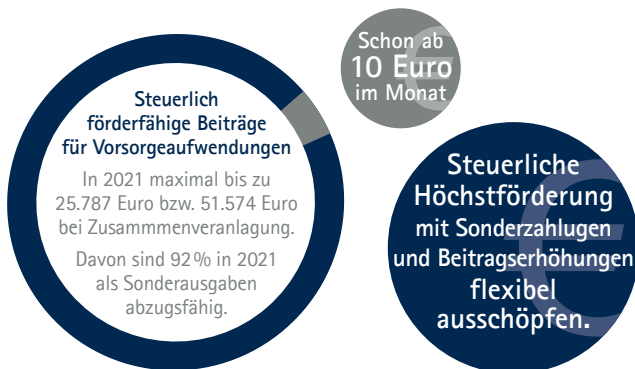 Steuerlich
förderfähige Beiträge
für Vorsorgeaufwendungen
In 2021 maximal bis zu
25.787 Euro bzw. 51.574 Euro
bei Zusammmenveranlagung.
Davon sind 92 % in 2021
als Sonderausgaben
abzugsfähig.
Schon ab
10 Euro
im Monat
Steuerliche
Höchstförderung
mit Sonderzahlugen
und Beitragserhöhungen
flexibel
ausschöpfen.